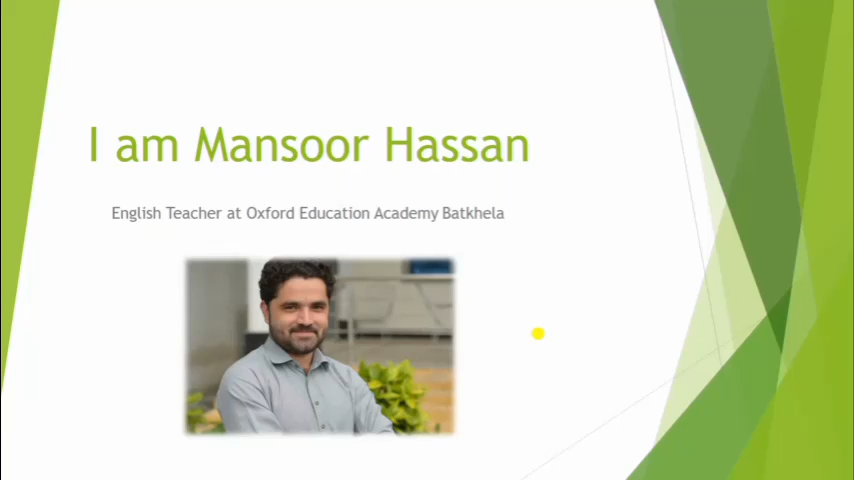 I am Mansoor Hassan
English Teacher at Oxford Education Academy Batkhela